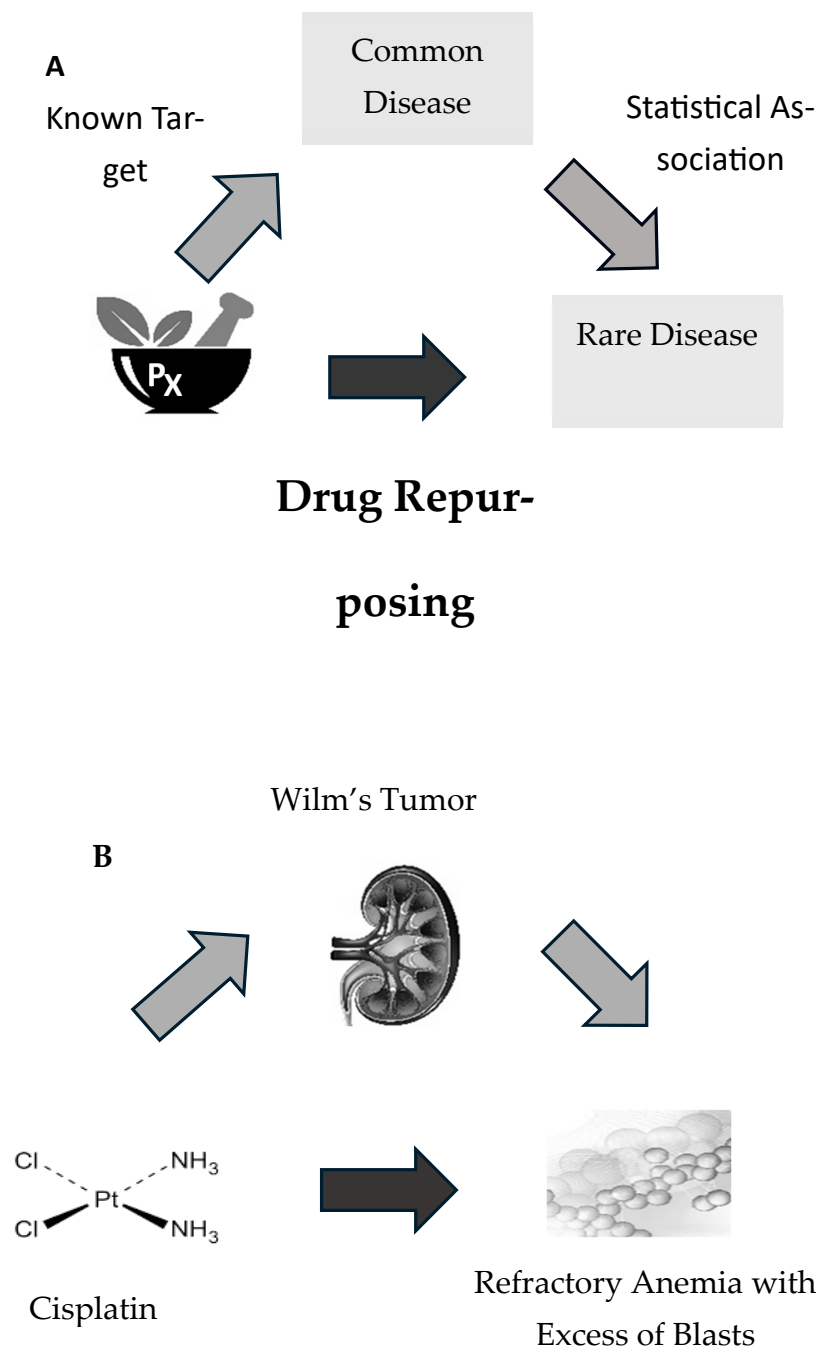 A
Known Tar-
get
Common
Disease
Statistical As-
sociation
PX
Rare Disease
Drug Repur-
posing
Wilm’s Tumor
B
Cl
NH3
Pt
Cl
NH3
Cisplatin
Refractory Anemia with
Excess of Blasts